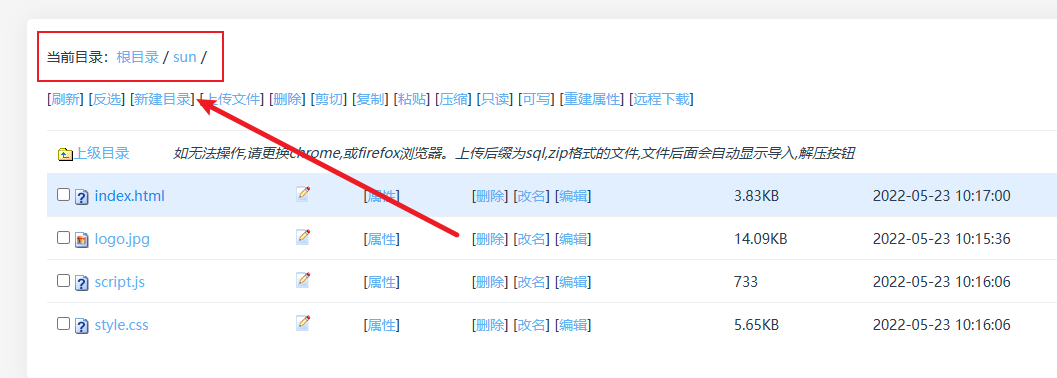 当前目录：根目录 / sun /
[刷新] [反选] [新建目录] [上传文件] [删除] [剪切] [复制] [粘贴] [压缩] [只读] [可写] [重建属性] [远程下载]
上级目录 如无法操作,请更换chrome,或firefox浏览器。上传后缀为sql,zip格式的文件,文件后面会自动显示导入,解压按钮
index.html [属性] [删除] [改名] [编辑] 3.83KB 2022-05-23 10:17:00
logo.jpg [属性] [删除] [改名] [编辑] 14.09KB 2022-05-23 10:15:36
script.js [属性] [删除] [改名] [编辑] 733 2022-05-23 10:16:06
style.css [属性] [删除] [改名] [编辑] 5.65KB 2022-05-23 10:16:06